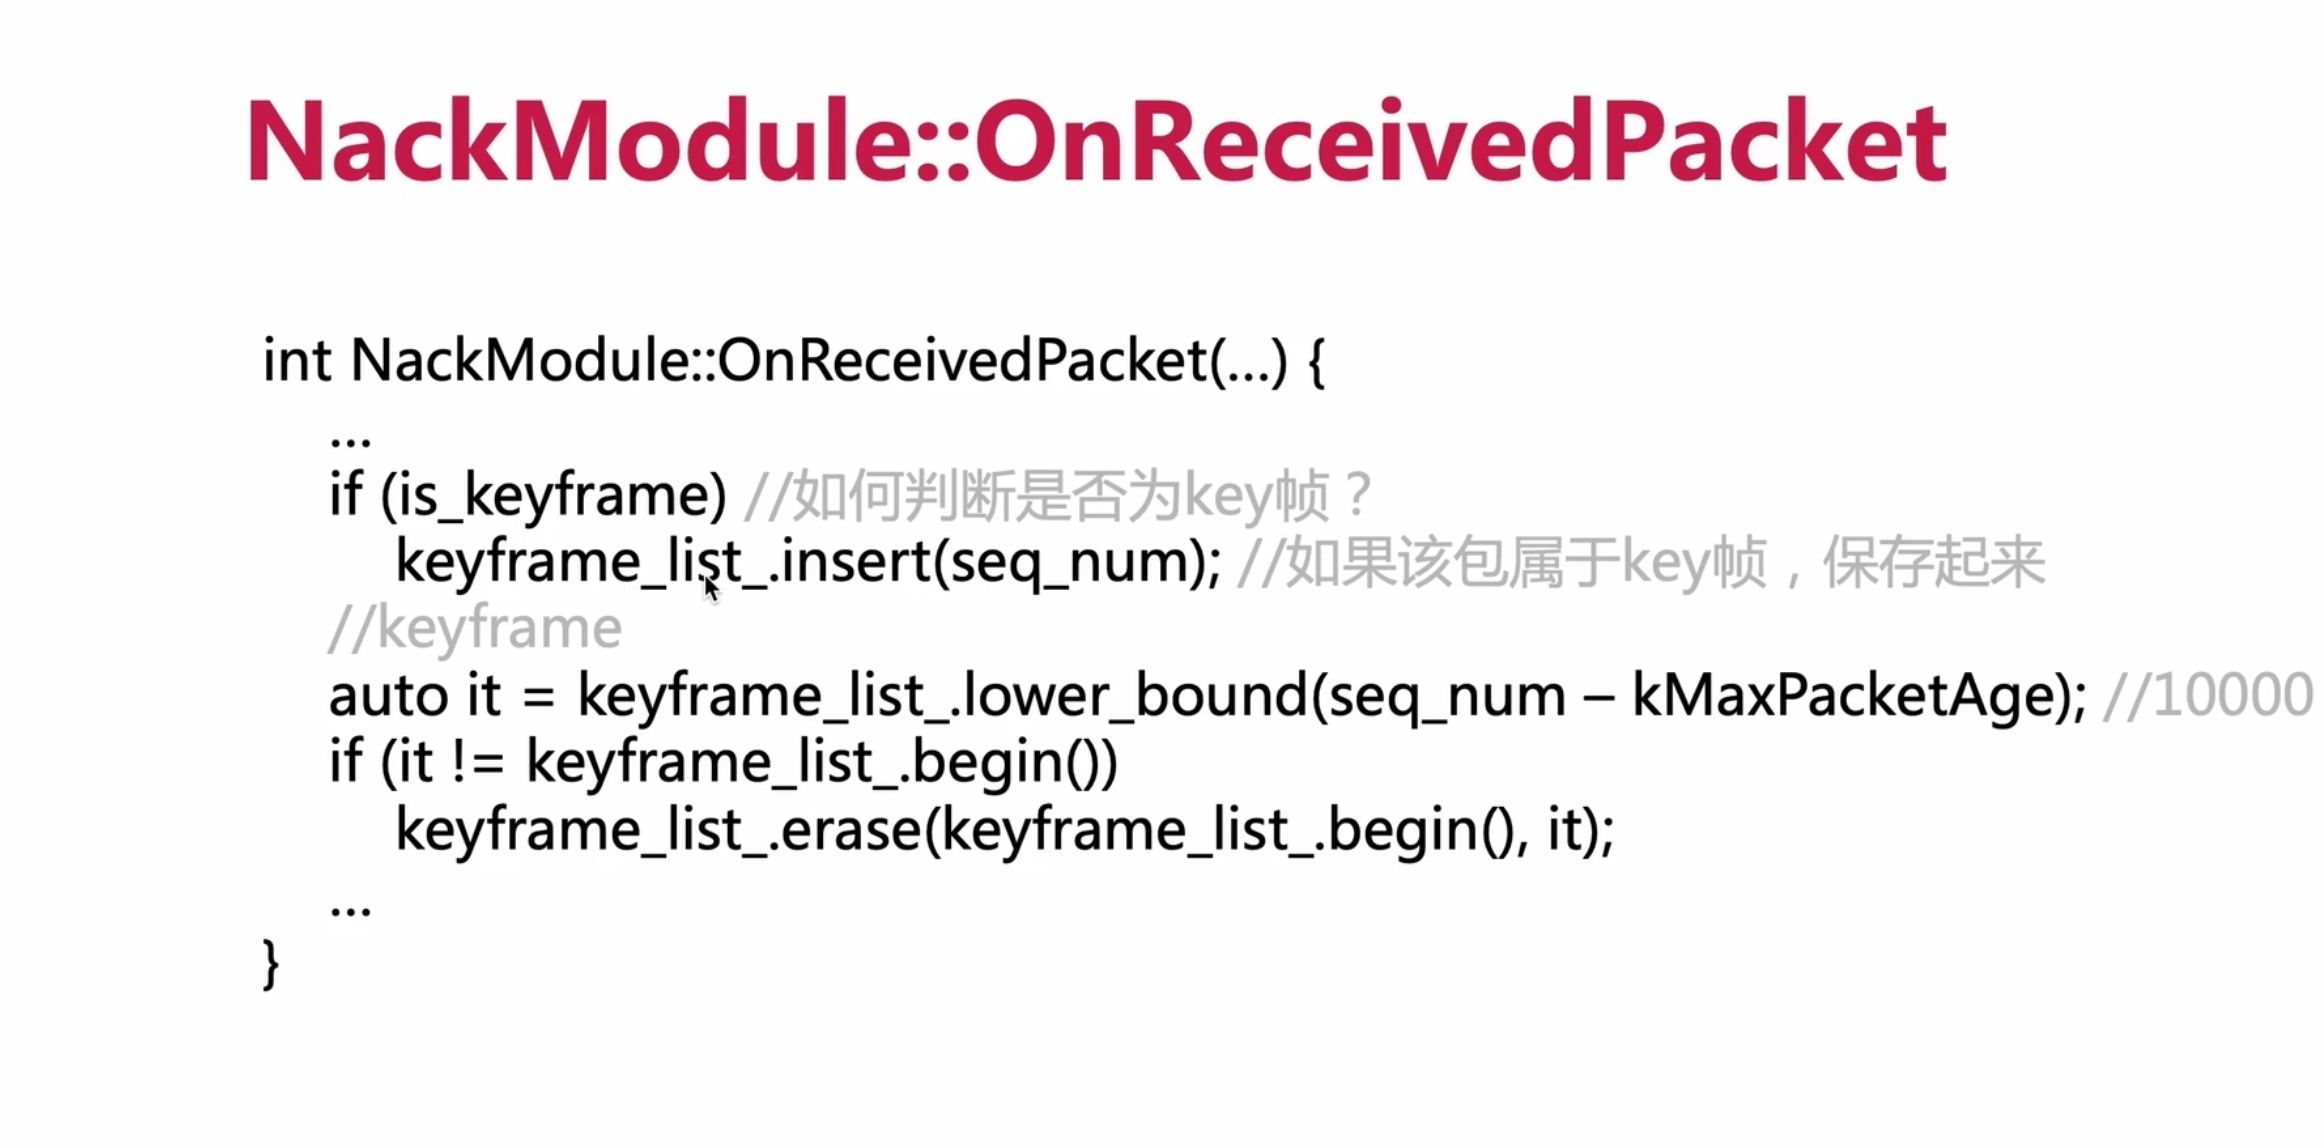 NackModule::OnReceivedPacket
int NackModule::OnReceivedPacket(...) {
...
if (is_keyframe) //如何判断是否为key帧？
keyframe_list_.insert(seq_num); //如果该包属于key帧，保存起来
//keyframe
auto it = keyframe_list_.lower_bound(seq_num – kMaxPacketAge); //10000
if (it != keyframe_list_.begin())
keyframe_list_.erase(keyframe_list_.begin(), it);
...
}